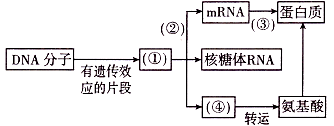 (②) mRNA (③) 蛋白质
DNA 分子 有遗传效
应的片段 (①) 核糖体RNA
(④) 转运 氨基酸